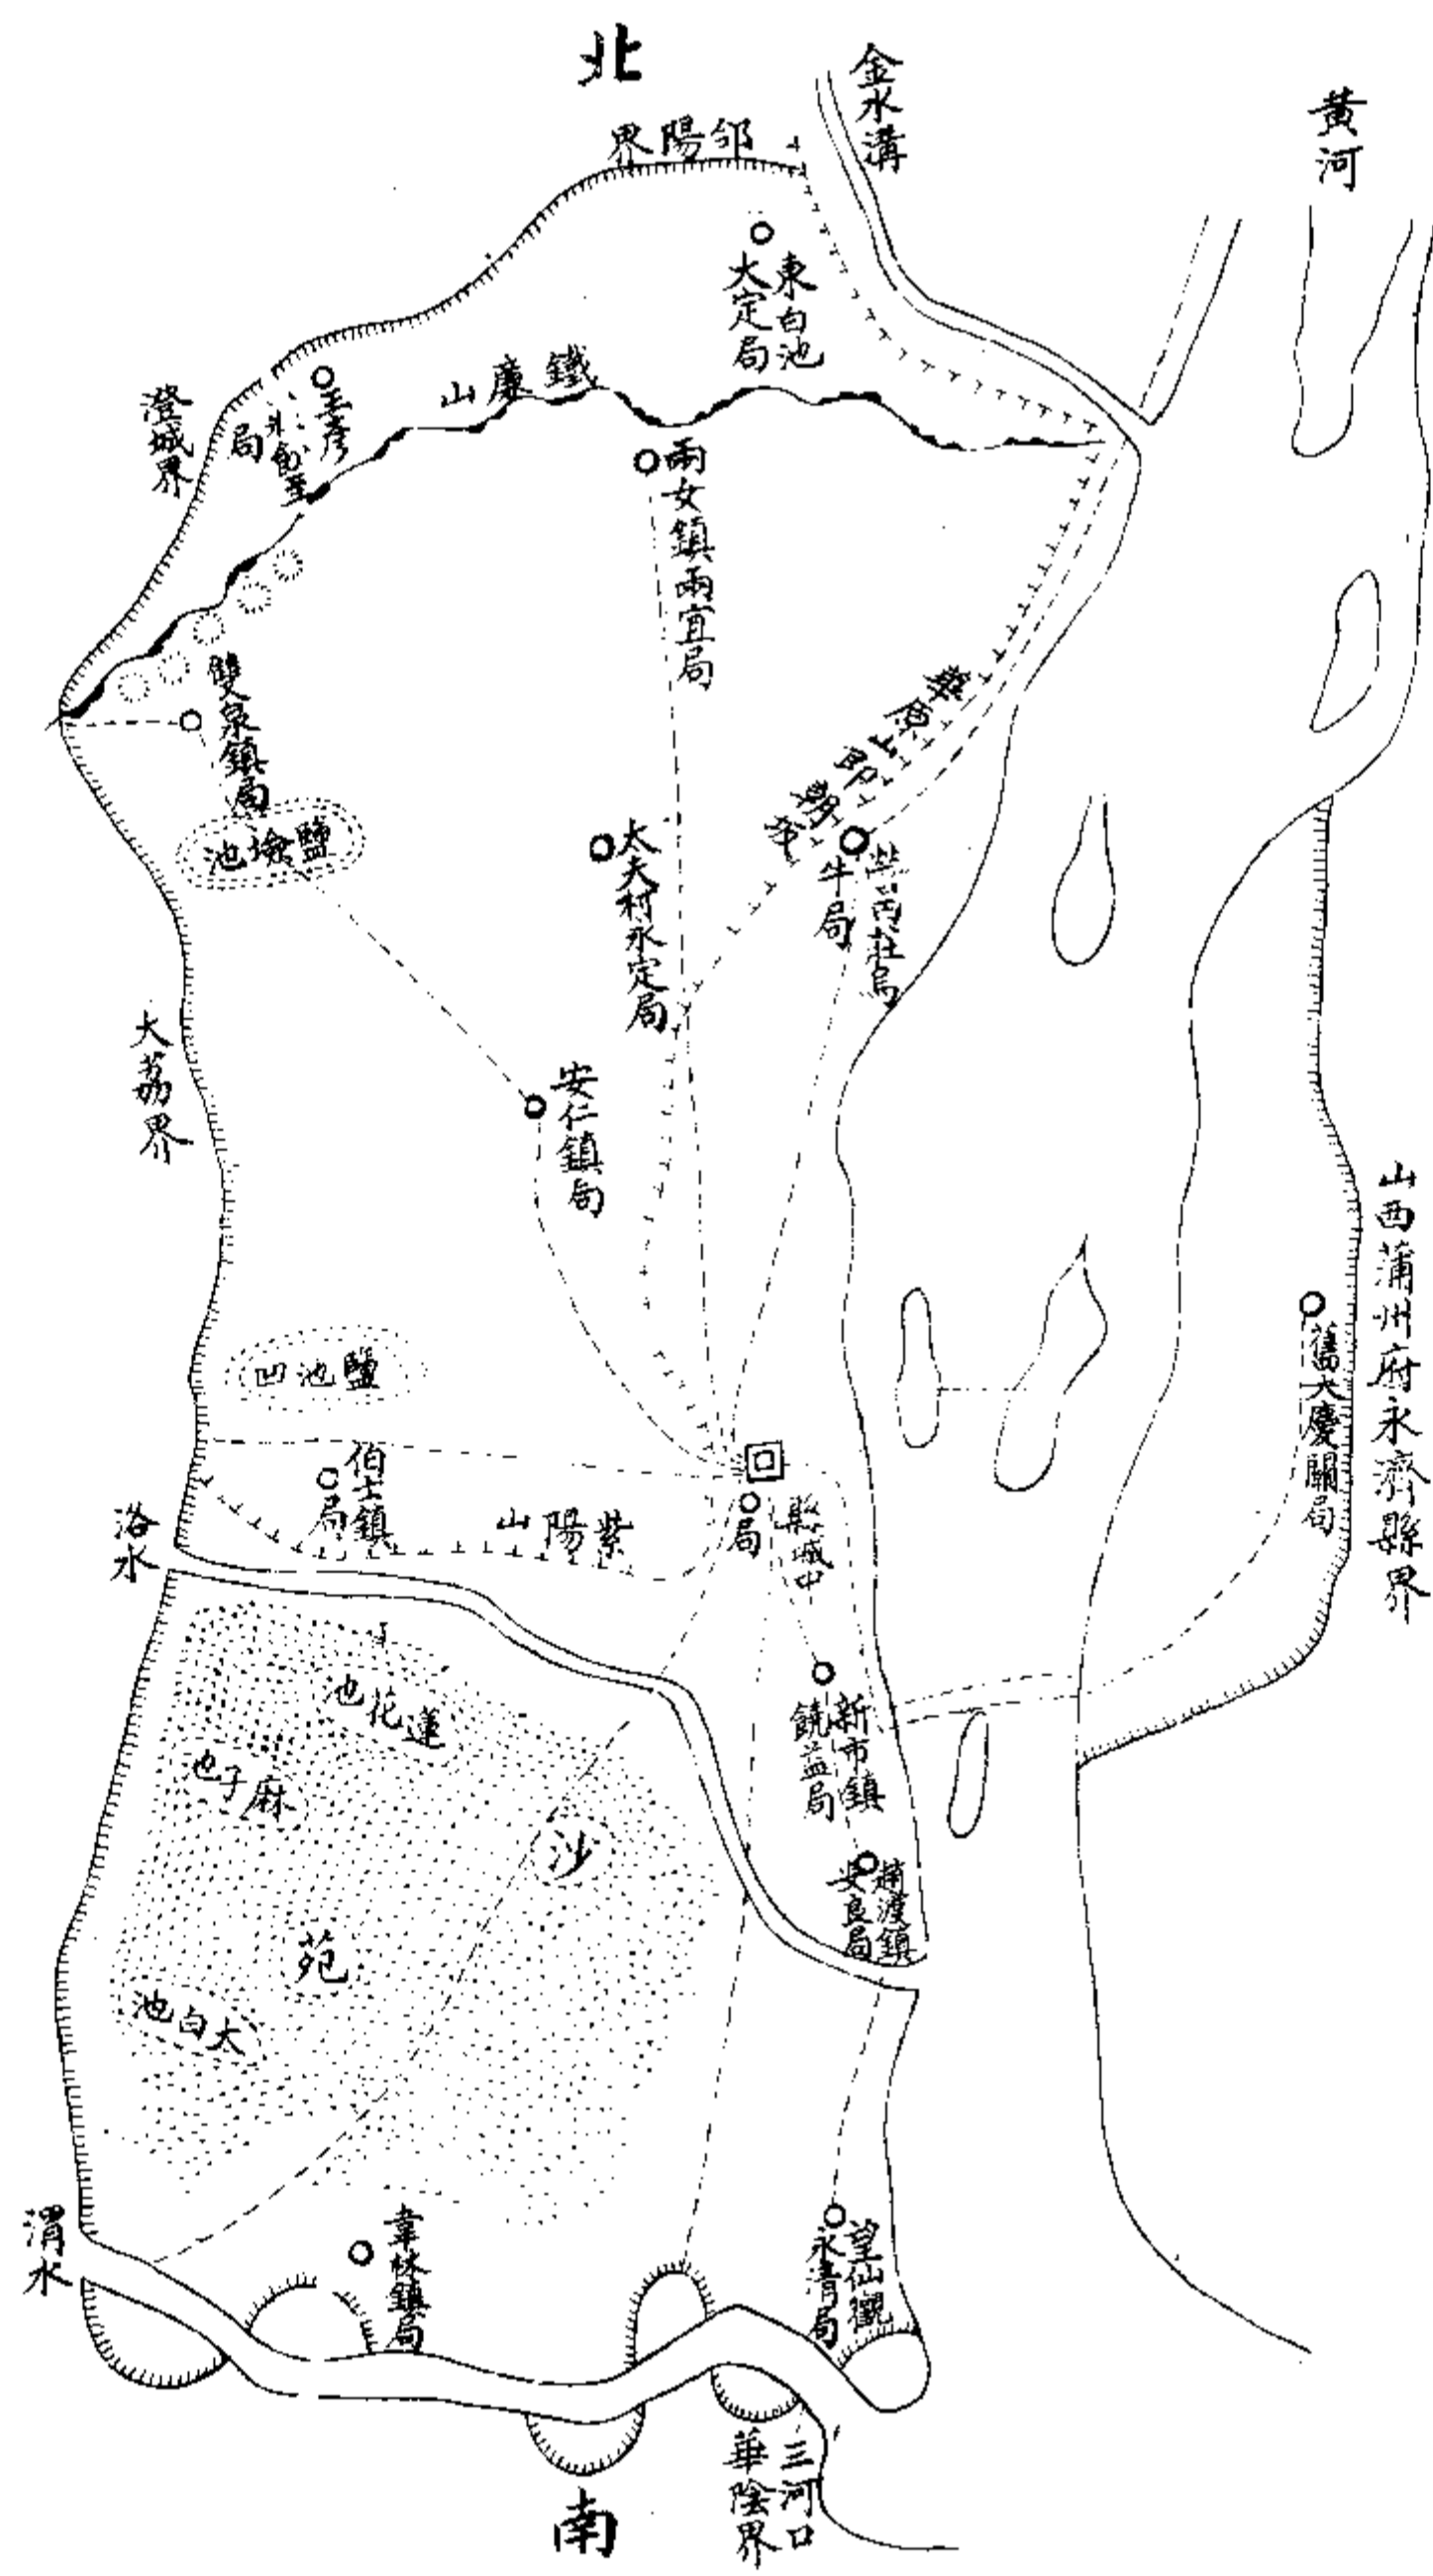 北
金水溝
黃河
郃陽界
東白池
大定局
鐵鐮山
王彥
局
澄城界
兩女鎮兩宜局
雙泉鎮局
鹽墕池
太夫村永定局
牛局
大荔界
安仁鎮局
山西蒲州府永濟縣界
舊大慶關局
鹽池凹
伯士鎮
局
紫陽山
縣城中
局
洛水
蓮花池
麻子池
沙
苑
太白池
新市鎮
饒益局
趙渡鎮
安良局
渭水
韋林鎮局
望仙觀
永清局
三河口
華陰界
南